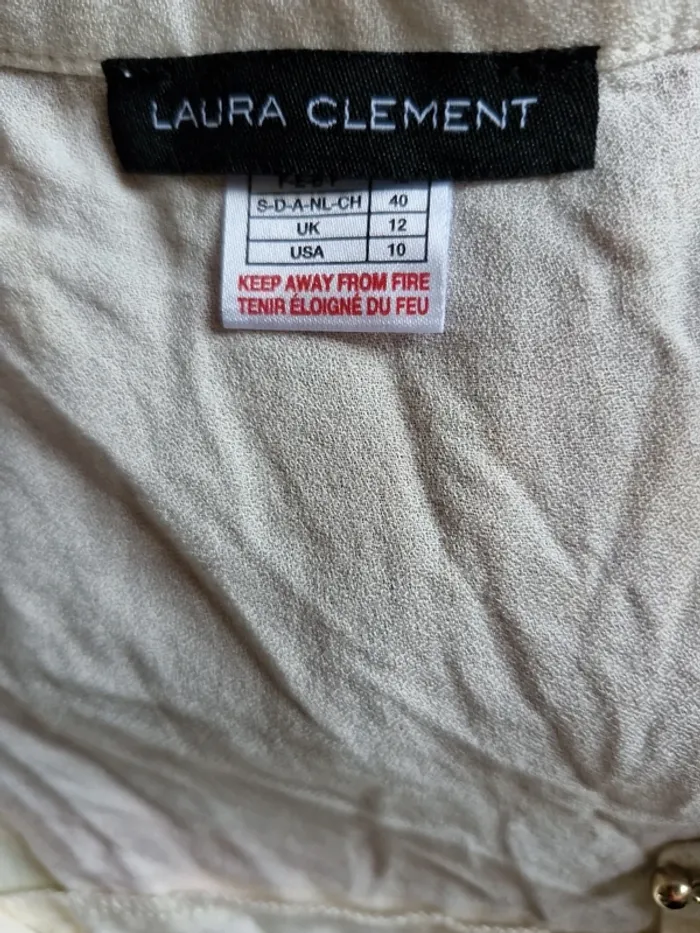 LAURA CLEMENT
S-D-A-NL-CH 40
UK 12
USA 10
KEEP AWAY FROM FIRE
TENIR ÉLOIGNÉ DU FEU